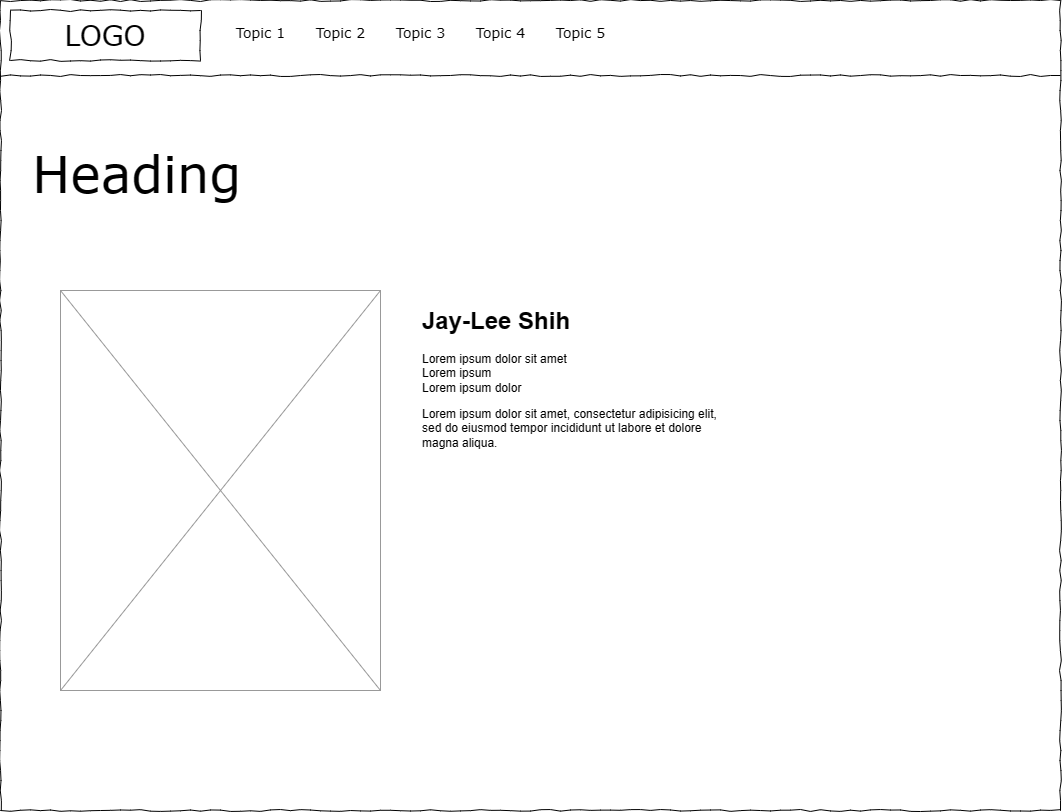 LOGO
Topic 1 Topic 2 Topic 3 Topic 4 Topic 5
Heading
Jay-Lee Shih
Lorem ipsum dolor sit amet
Lorem ipsum
Lorem ipsum dolor
Lorem ipsum dolor sit amet, consectetur adipisicing elit,
sed do eiusmod tempor incididunt ut labore et dolore
magna aliqua.